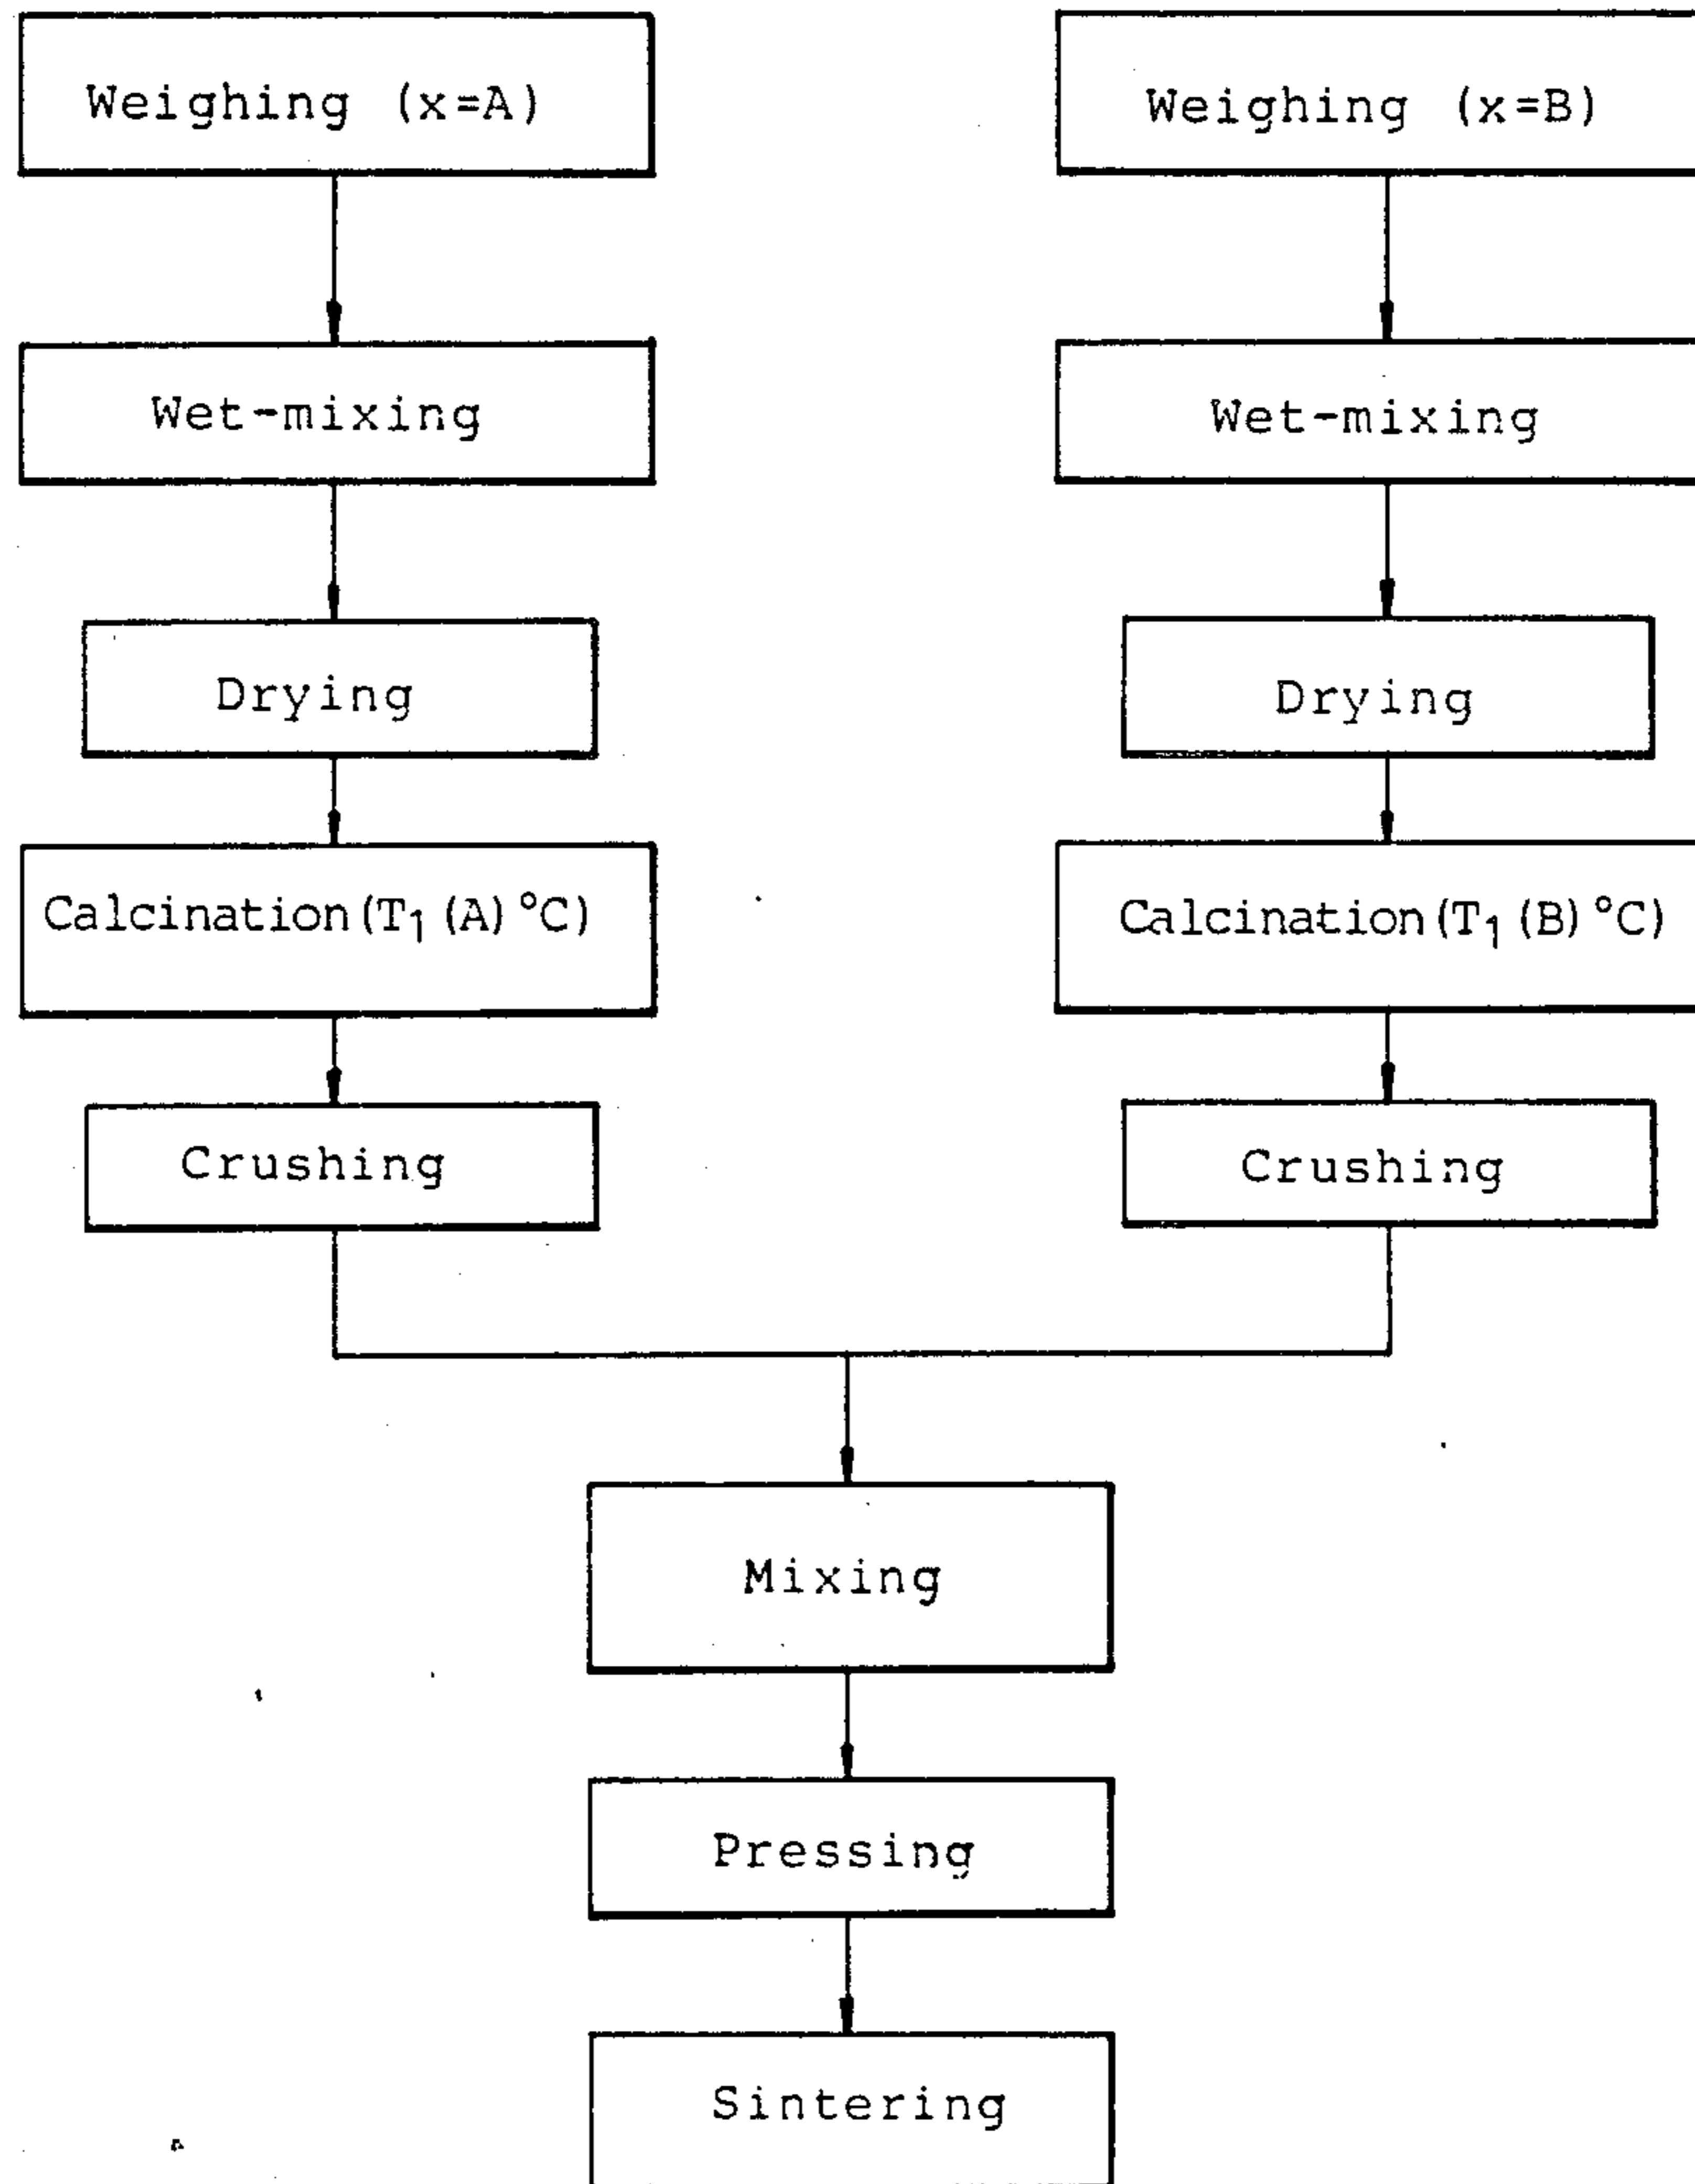 Weighing (x=A)
Wet-mixing
Drying
Calcination(T₁(A)°C)
Crushing
Weighing (x=B)
Wet-mixing
Drying
Calcination(T₁(B)°C)
Crushing
Mixing
Pressing
Sintering